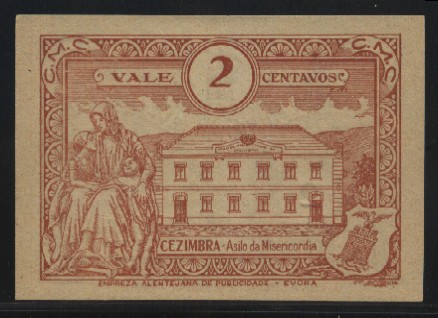 C.M.C
C.M.C
VALE 2 CENTAVOS
CEZIMBRA - Asilo da Misericordia
EMPREZA ALENTEJANA DE PUBLICIDADE - EVORA